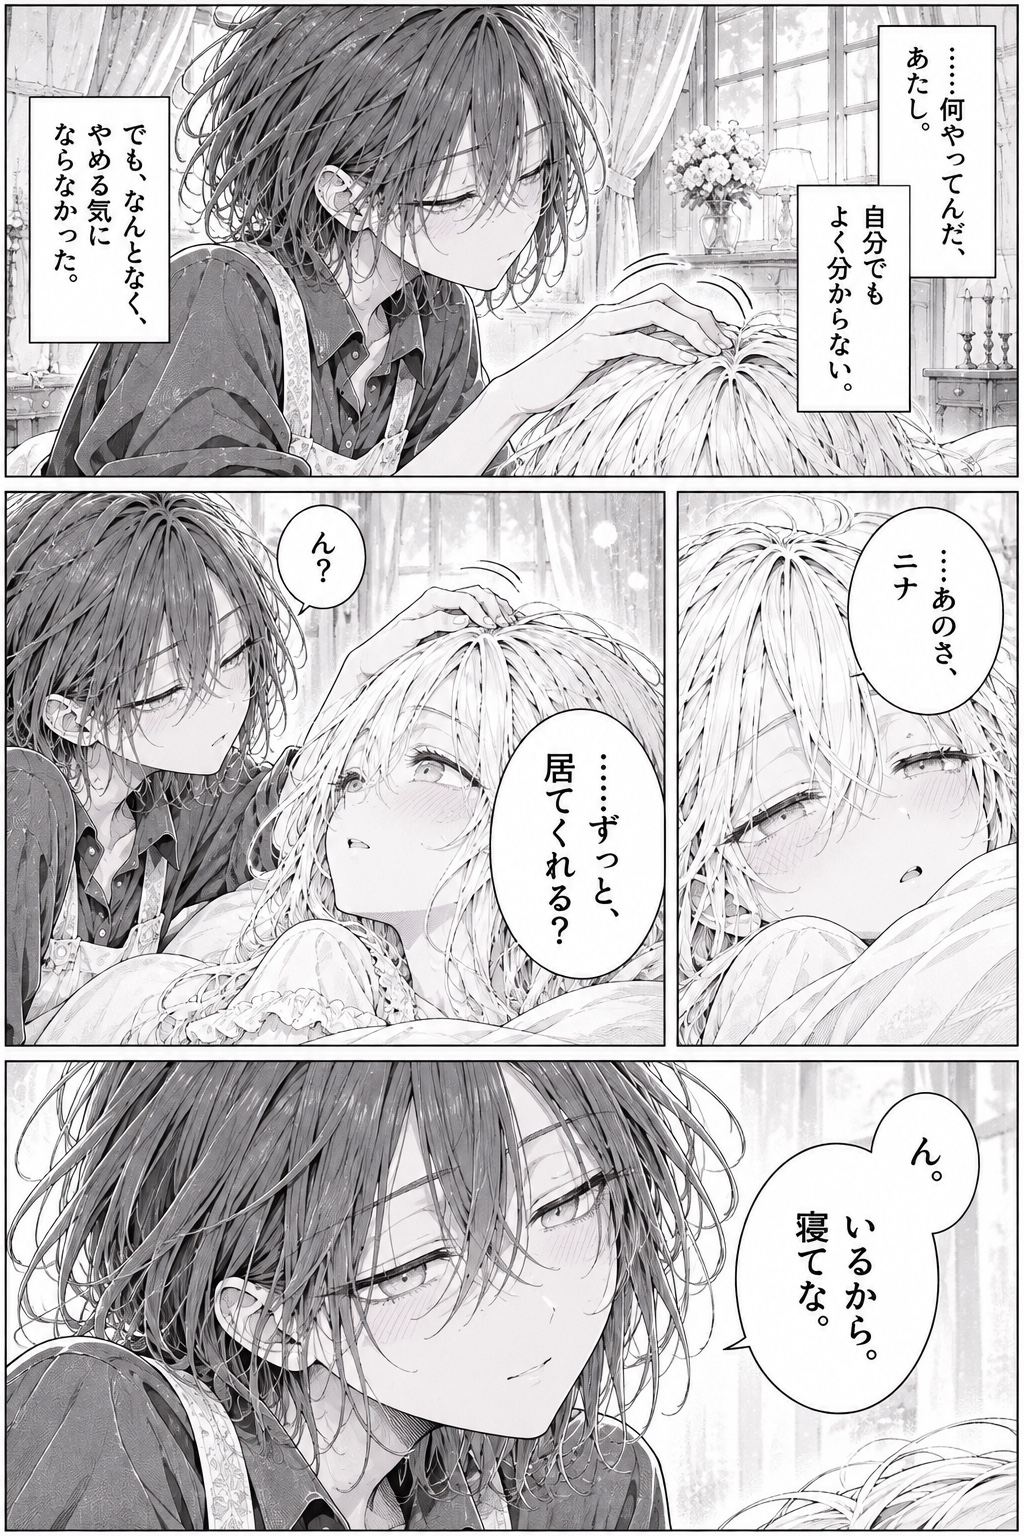 ……何やってんだ、
あたし。
自分でも
よく分からない。
でも、なんとなく、
やめる気に
ならなかった。
…あのさ、
ニナ
ん？
……ずっと、
居てくれる？
ん。
いるから。
寝てな。